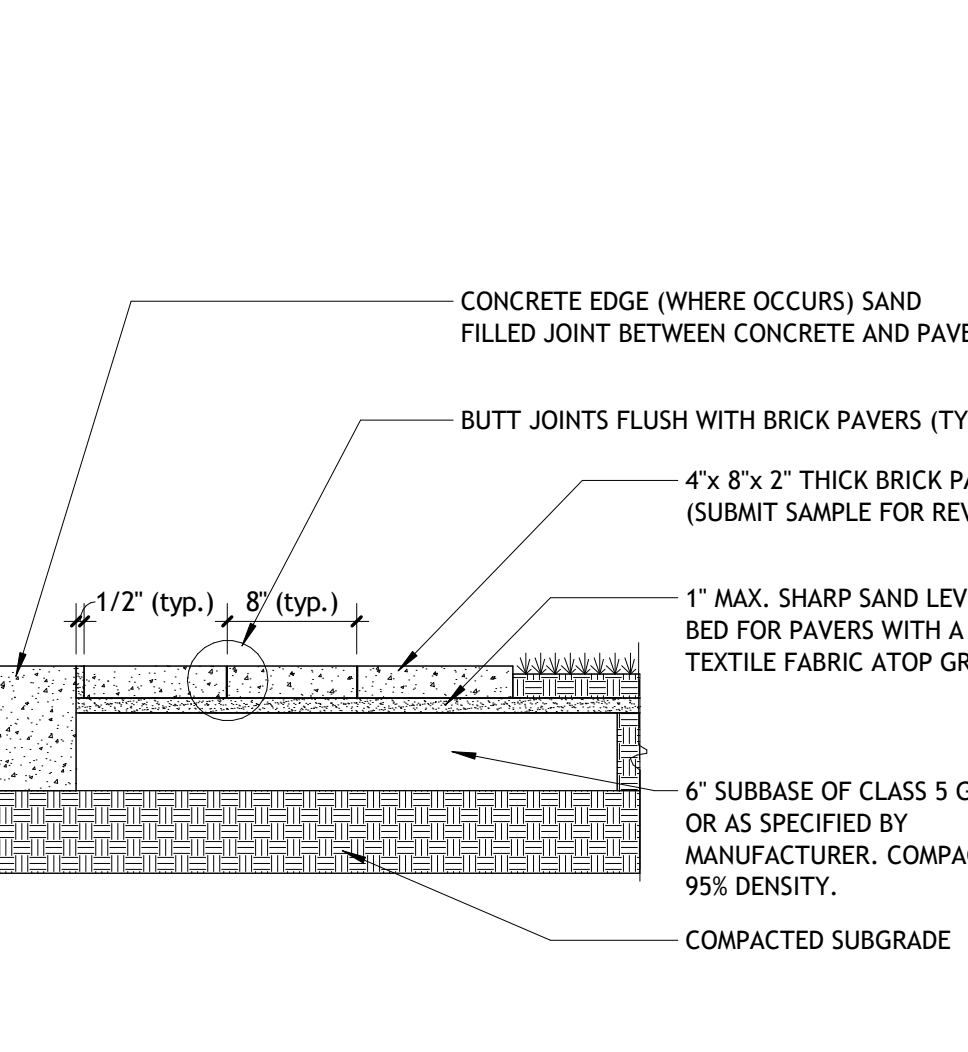 CONCRETE EDGE (WHERE OCCURS) SAND
FILLED JOINT BETWEEN CONCRETE AND PAVE
BUTT JOINTS FLUSH WITH BRICK PAVERS (TY
4"x 8"x 2" THICK BRICK PA
(SUBMIT SAMPLE FOR REV
1/2" (typ.) 8" (typ.)
1" MAX. SHARP SAND LEV
BED FOR PAVERS WITH A
TEXTILE FABRIC ATOP GR
6" SUBBASE OF CLASS 5 G
OR AS SPECIFIED BY
MANUFACTURER. COMPAC
95% DENSITY.
COMPACTED SUBGRADE